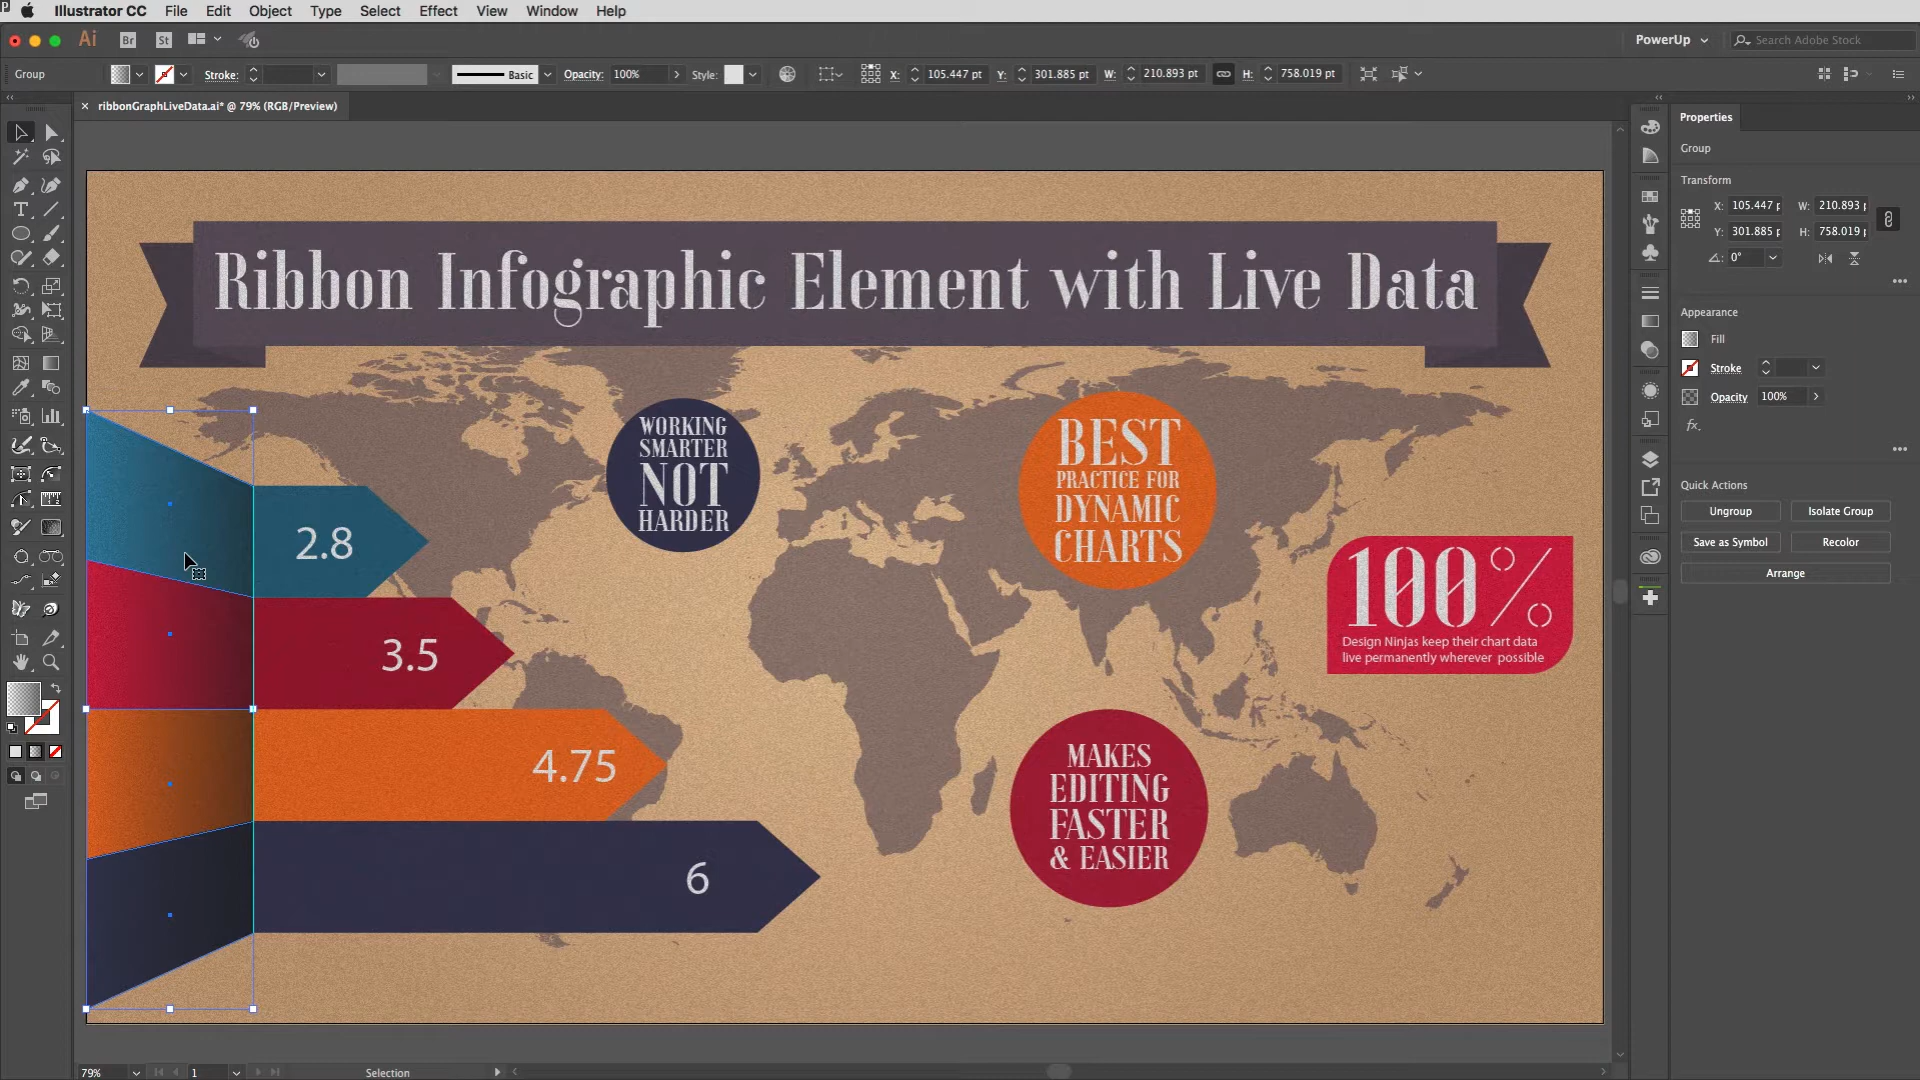 Illustrator CC File Edit Object Type Select Effect View Window Help
Ai Br St PowerUp Search Adobe Stock
Group Stroke: Basic Opacity: 100% Style: X: 105.447 pt Y: 301.885 pt W: 210.893 pt H: 758.019 pt
ribbonGraphLiveData.ai* @ 79% (RGB/Preview)
Properties
Group
Transform
X: 105.447 p W: 210.893 p
Y: 301.885 p H: 758.019 p
0°
Appearance
Fill
Stroke
Opacity 100%
fx.
Quick Actions
Ungroup Isolate Group
Save as Symbol Recolor
Arrange
Ribbon Infographic Element with Live Data
WORKING
SMARTER
NOT
HARDER
BEST
PRACTICE FOR
DYNAMIC
CHARTS
2.8
3.5
4.75
6
100%
Design Ninjas keep their chart data
live permanently wherever possible
MAKES
EDITING
FASTER
& EASIER
79% 1 Selection